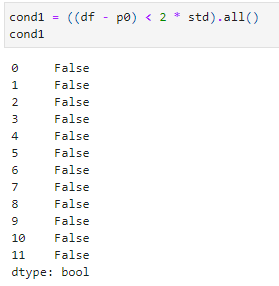 cond1 = ((df - p0) < 2 * std).all()
cond1
0     False
1     False
2     False
3     False
4     False
5     False
6     False
7     False
8     False
9     False
10    False
11    False
dtype: bool